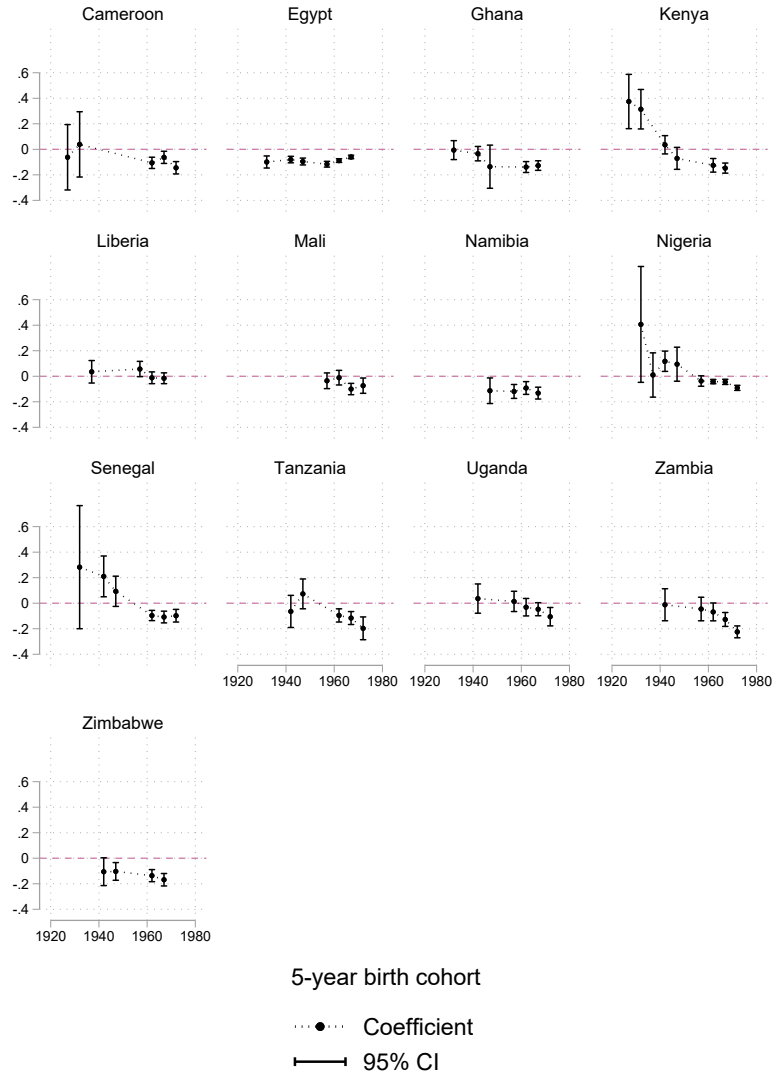 Cameroon Egypt Ghana Kenya
.6
.4
.2
0
-.2
-.4
Liberia Mali Namibia Nigeria
.6
.4
.2
0
-.2
-.4
Senegal Tanzania Uganda Zambia
.6
.4
.2
0
-.2
-.4
1920 1940 1960 1980 1920 1940 1960 1980 1920 1940 1960 1980
Zimbabwe
.6
.4
.2
0
-.2
-.4
1920 1940 1960 1980
5-year birth cohort
Coefficient
95% CI